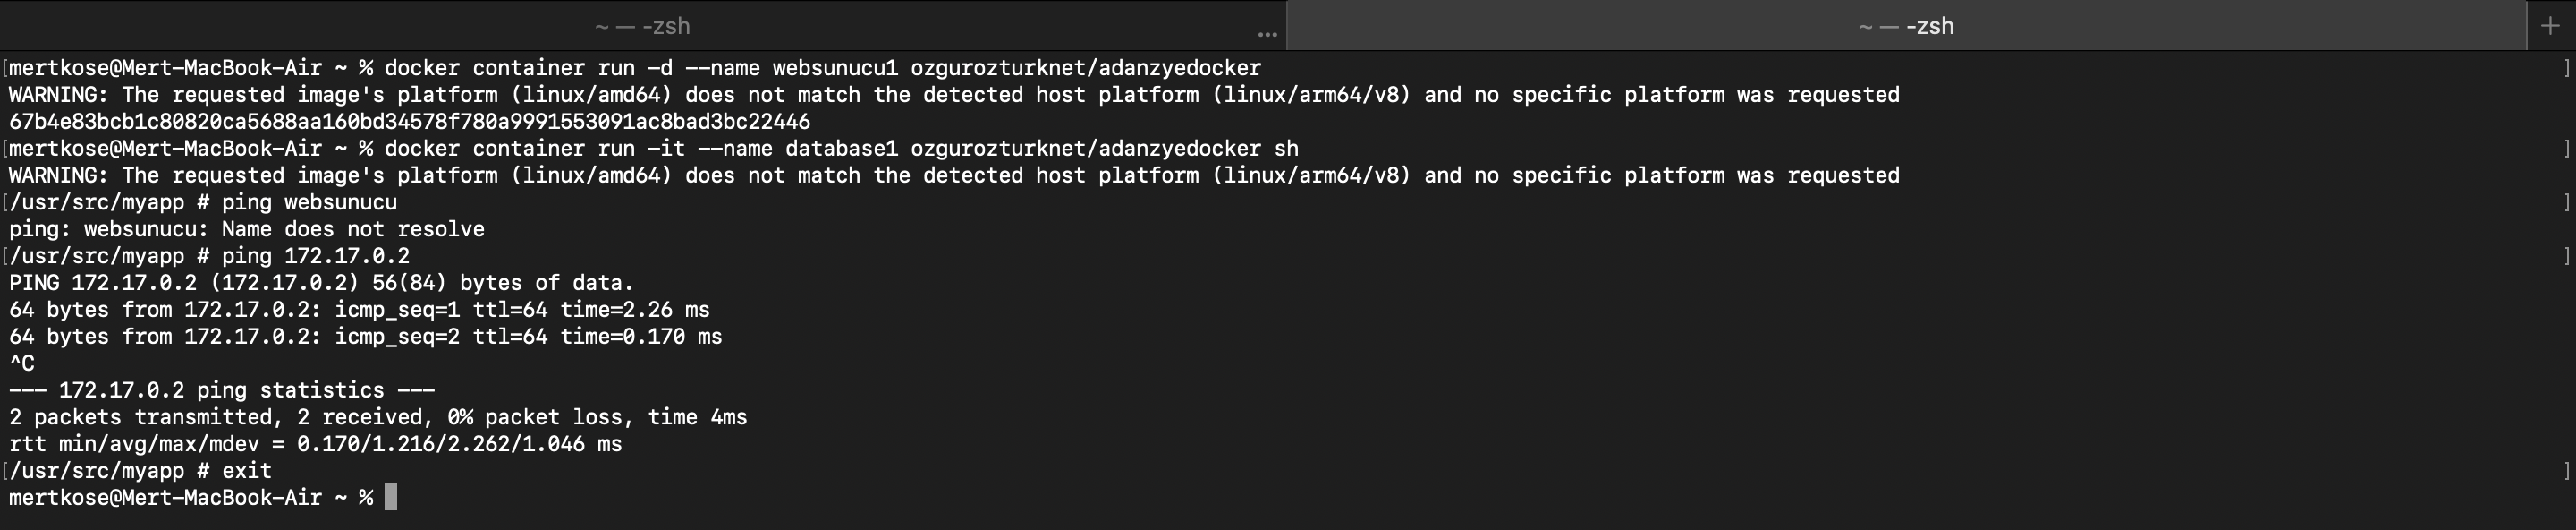 ~ — -zsh
...
~ — -zsh
+
[mertkose@Mert-MacBook-Air ~ % docker container run -d --name websunucu1 ozgurozturknet/adanzyedocker ]
WARNING: The requested image's platform (linux/amd64) does not match the detected host platform (linux/arm64/v8) and no specific platform was requested
67b4e83bcb1c80820ca5688aa160bd34578f780a9991553091ac8bad3bc22446
[mertkose@Mert-MacBook-Air ~ % docker container run -it --name database1 ozgurozturknet/adanzyedocker sh ]
WARNING: The requested image's platform (linux/amd64) does not match the detected host platform (linux/arm64/v8) and no specific platform was requested
[/usr/src/myapp # ping websunucu ]
ping: websunucu: Name does not resolve
[/usr/src/myapp # ping 172.17.0.2 ]
PING 172.17.0.2 (172.17.0.2) 56(84) bytes of data.
64 bytes from 172.17.0.2: icmp_seq=1 ttl=64 time=2.26 ms
64 bytes from 172.17.0.2: icmp_seq=2 ttl=64 time=0.170 ms
^C
--- 172.17.0.2 ping statistics ---
2 packets transmitted, 2 received, 0% packet loss, time 4ms
rtt min/avg/max/mdev = 0.170/1.216/2.262/1.046 ms
[/usr/src/myapp # exit ]
mertkose@Mert-MacBook-Air ~ %